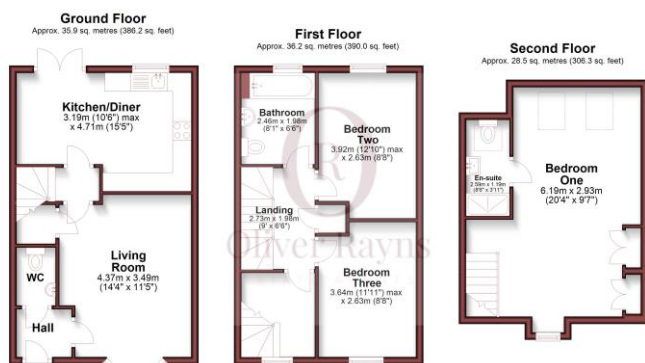 Ground Floor
Approx. 35.9 sq. metres (386.2 sq. feet)
Kitchen/Diner
3.19m (10'6") max
x 4.71m (15'5")
Living
Room
4.37m x 3.49m
(14'4" x 11'5")
WC
Hall
First Floor
Approx. 36.2 sq. metres (390.0 sq. feet)
Bathroom
2.46m x 1.98m
(8'1" x 6'6")
Bedroom
Two
3.92m (12'10") max
x 2.63m (8'8")
Landing
2.73m x 1.98m
(9' x 6'6")
Oliver Rayns
Bedroom
Three
3.64m (11'11") max
x 2.63m (8'8")
Second Floor
Approx. 28.5 sq. metres (306.3 sq. feet)
En-suite
2.59m x 1.19m
(8'6" x 3'11")
Bedroom
One
6.19m x 2.93m
(20'4" x 9'7")